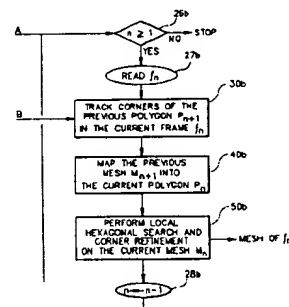 26b
A
n ≥ 1
NO
STOP
YES
27b
READ fn
30b
B
TRACK CORNERS OF THE
PREVIOUS POLYGON Pn+1
IN THE CURRENT FRAME fn
40b
MAP THE PREVIOUS
MESH Mn+1 INTO
THE CURRENT POLYGON Pn
50b
PERFORM LOCAL
HEXAGONAL SEARCH AND
CORNER REFINEMENT
ON THE CURRENT MESH Mn
MESH OF
28b
n ← n-1